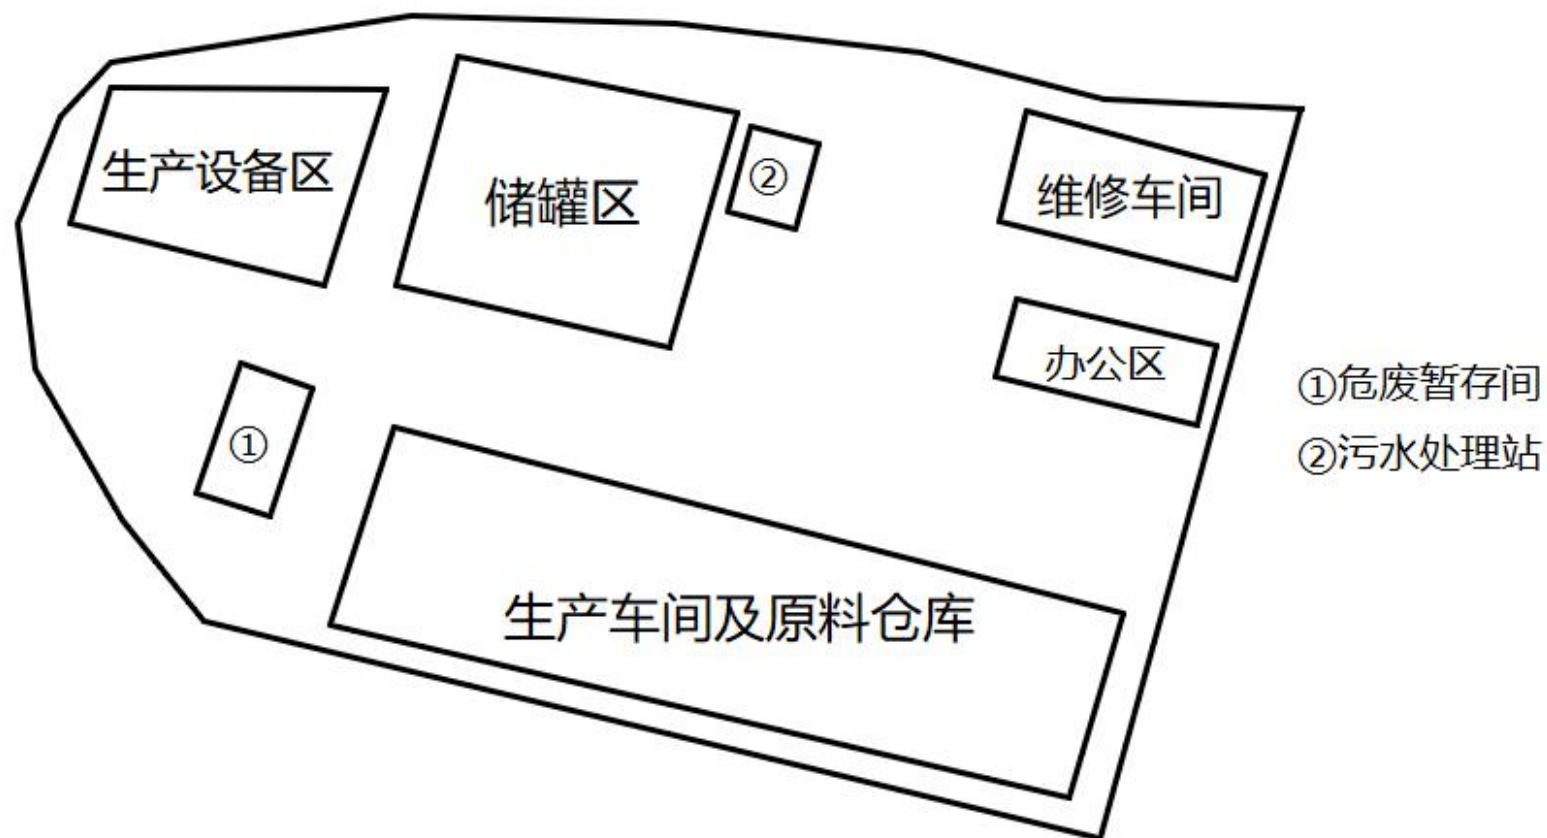 生产设备区
储罐区
②
维修车间
办公区
①危废暂存间
②污水处理站
①
生产车间及原料仓库